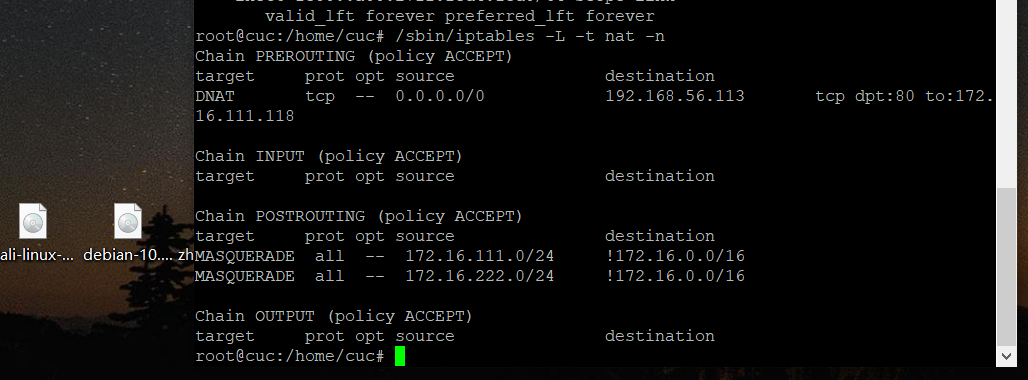 valid_lft forever preferred_lft forever
root@cuc:/home/cuc# /sbin/iptables -L -t nat -n
Chain PREROUTING (policy ACCEPT)
target     prot opt source               destination
DNAT       tcp  --  0.0.0.0/0            192.168.56.113       tcp dpt:80 to:172.
16.111.118
Chain INPUT (policy ACCEPT)
target     prot opt source               destination
Chain POSTROUTING (policy ACCEPT)
target     prot opt source               destination
MASQUERADE  all  --  172.16.111.0/24     !172.16.0.0/16
MASQUERADE  all  --  172.16.222.0/24     !172.16.0.0/16
Chain OUTPUT (policy ACCEPT)
target     prot opt source               destination
root@cuc:/home/cuc#
ali-linux-...
debian-10....
zh